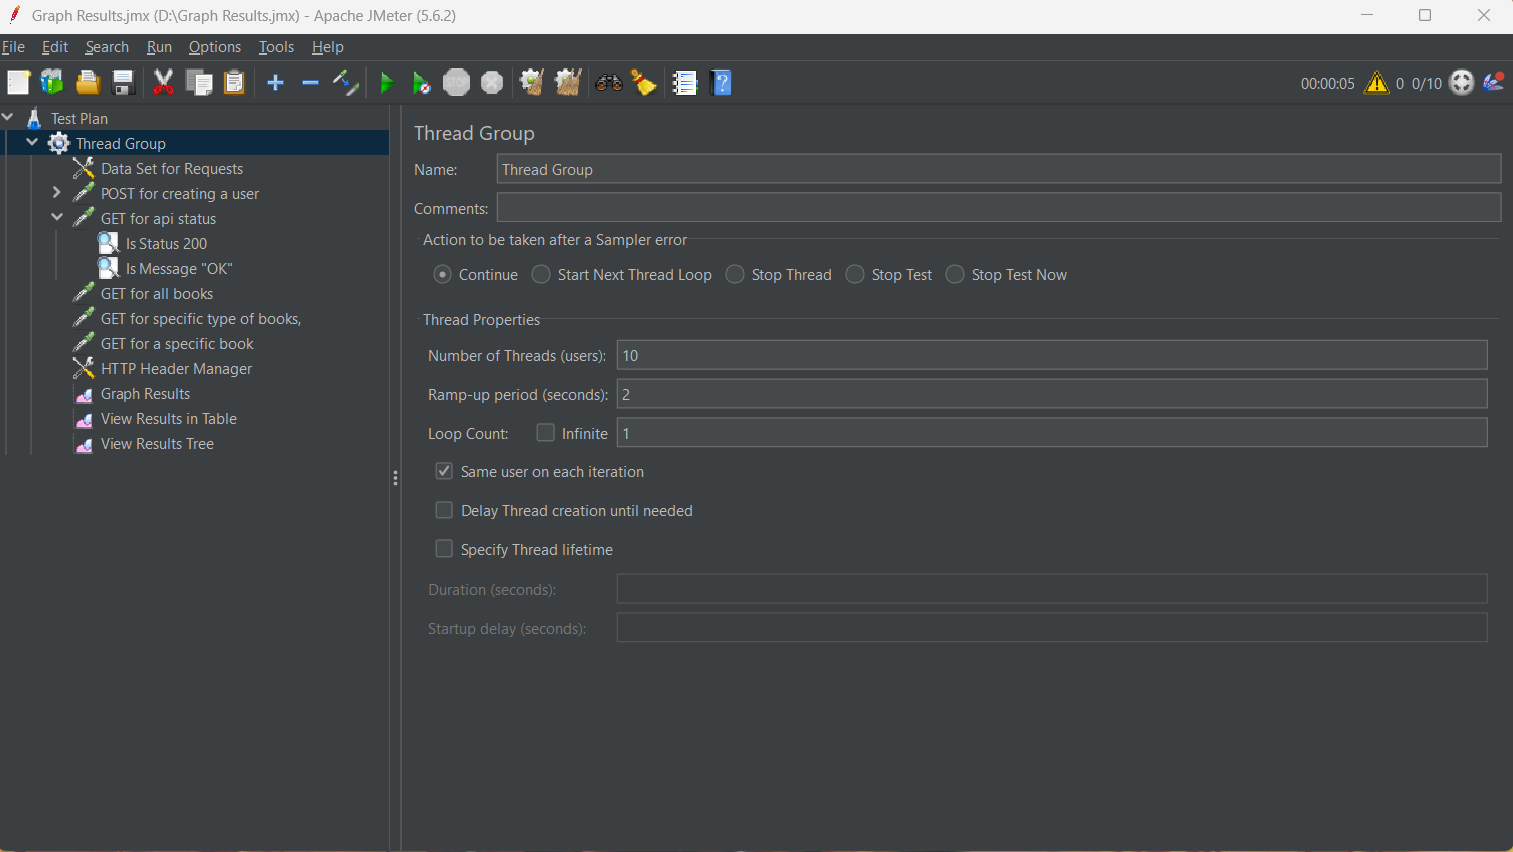 Graph Results.jmx (D:\Graph Results.jmx) - Apache JMeter (5.6.2)
File Edit Search Run Options Tools Help
STOP
00:00:05 0 0/10
Test Plan
Thread Group
Data Set for Requests
POST for creating a user
GET for api status
Is Status 200
Is Message "OK"
GET for all books
GET for specific type of books,
GET for a specific book
HTTP Header Manager
Graph Results
View Results in Table
View Results Tree
Thread Group
Name: Thread Group
Comments:
Action to be taken after a Sampler error
Continue Start Next Thread Loop Stop Thread Stop Test Stop Test Now
Thread Properties
Number of Threads (users): 10
Ramp-up period (seconds): 2
Loop Count: Infinite 1
Same user on each iteration
Delay Thread creation until needed
Specify Thread lifetime
Duration (seconds):
Startup delay (seconds):